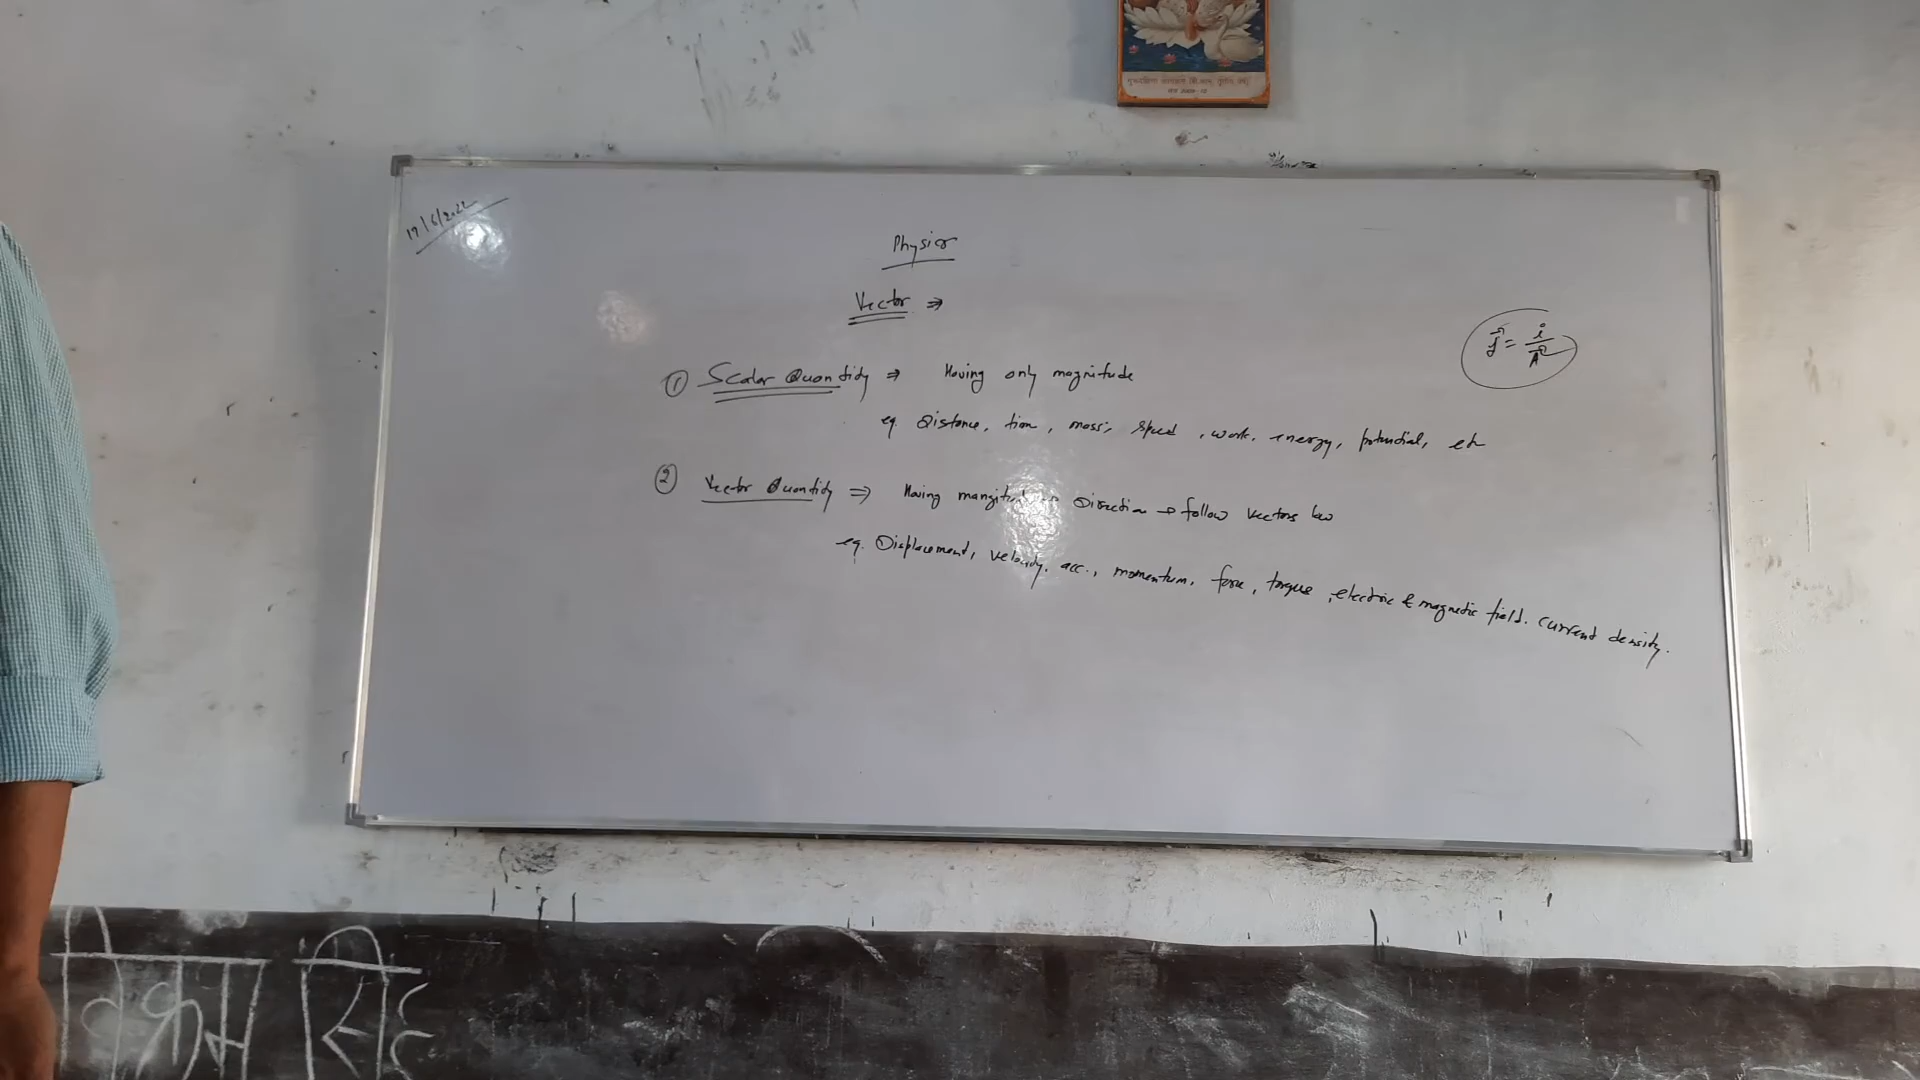 17/6/2022
Physics
Vector ⇒
① Scalar Quantity ⇒ Having only magnitude
eg. Distance, time, mass, speed, work, energy, potential, etc
② Vector Quantity ⇒ Having Direction → follow vectors law
eg. Displacement, velocity, acc., momentum, force, torque, electric & magnetic field. current density.
j⃗ = i/A⃗
विक्रम सिंह